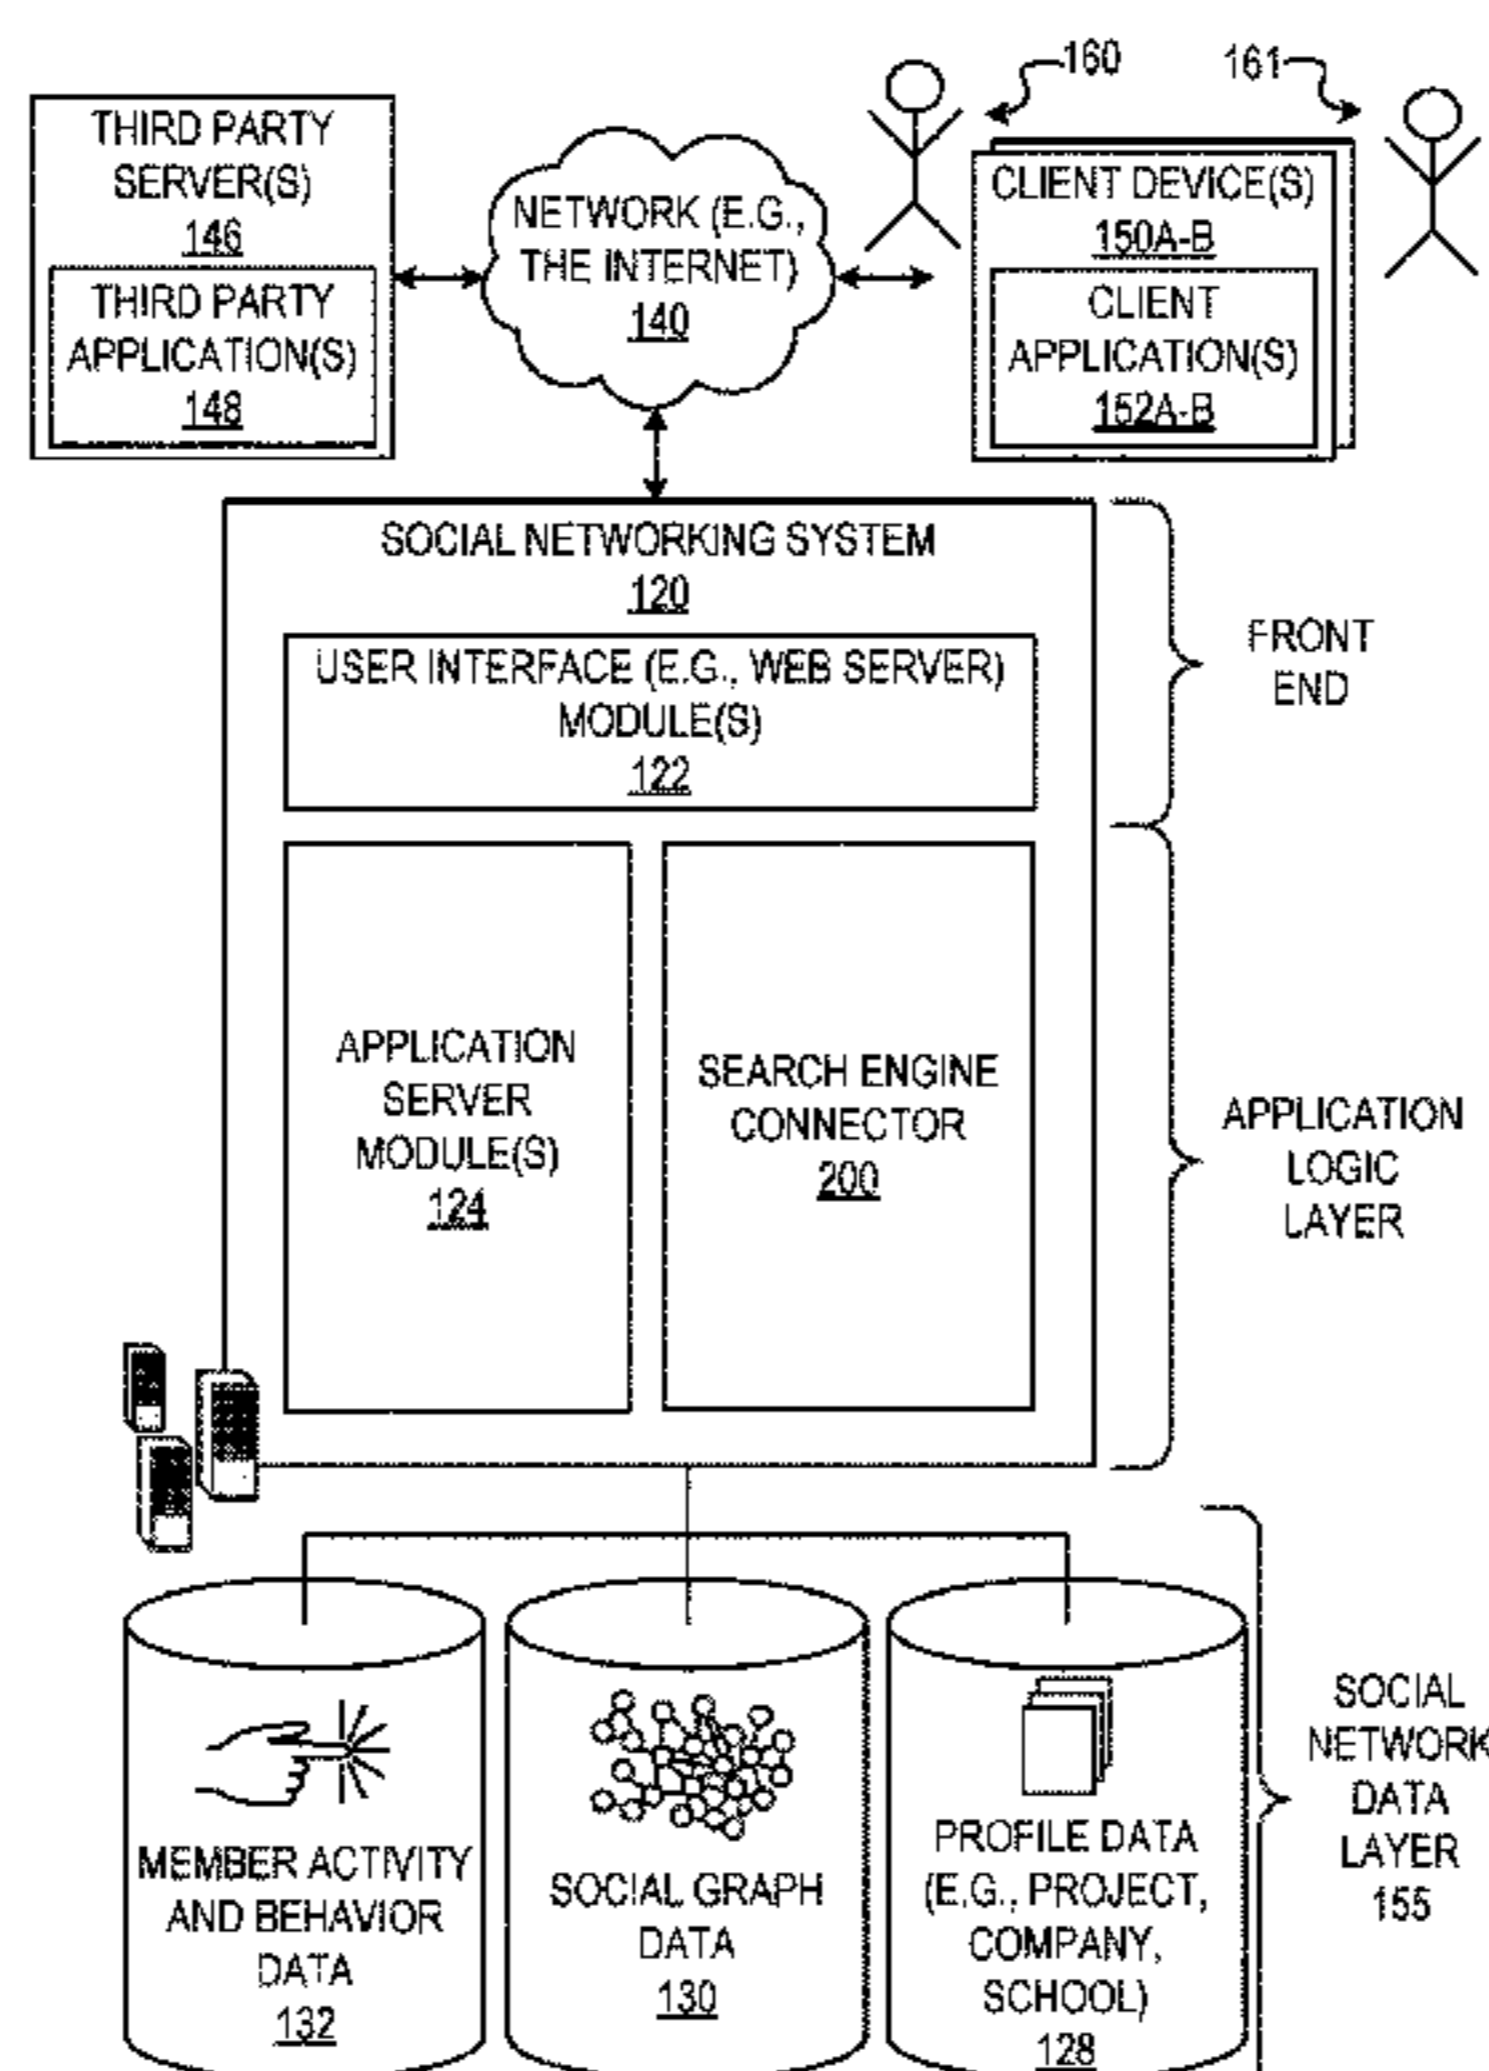 160
161
THIRD PARTY
SERVER(S)
146
THIRD PARTY
APPLICATION(S)
148
NETWORK (E.G.,
THE INTERNET)
140
CLIENT DEVICE(S)
150A-B
CLIENT
APPLICATION(S)
152A-B
SOCIAL NETWORKING SYSTEM
120
USER INTERFACE (E.G., WEB SERVER)
MODULE(S)
122
FRONT
END
APPLICATION
SERVER
MODULE(S)
124
SEARCH ENGINE
CONNECTOR
200
APPLICATION
LOGIC
LAYER
MEMBER ACTIVITY
AND BEHAVIOR
DATA
132
SOCIAL GRAPH
DATA
130
PROFILE DATA
(E.G., PROJECT,
COMPANY,
SCHOOL)
128
SOCIAL
NETWORK
DATA
LAYER
155